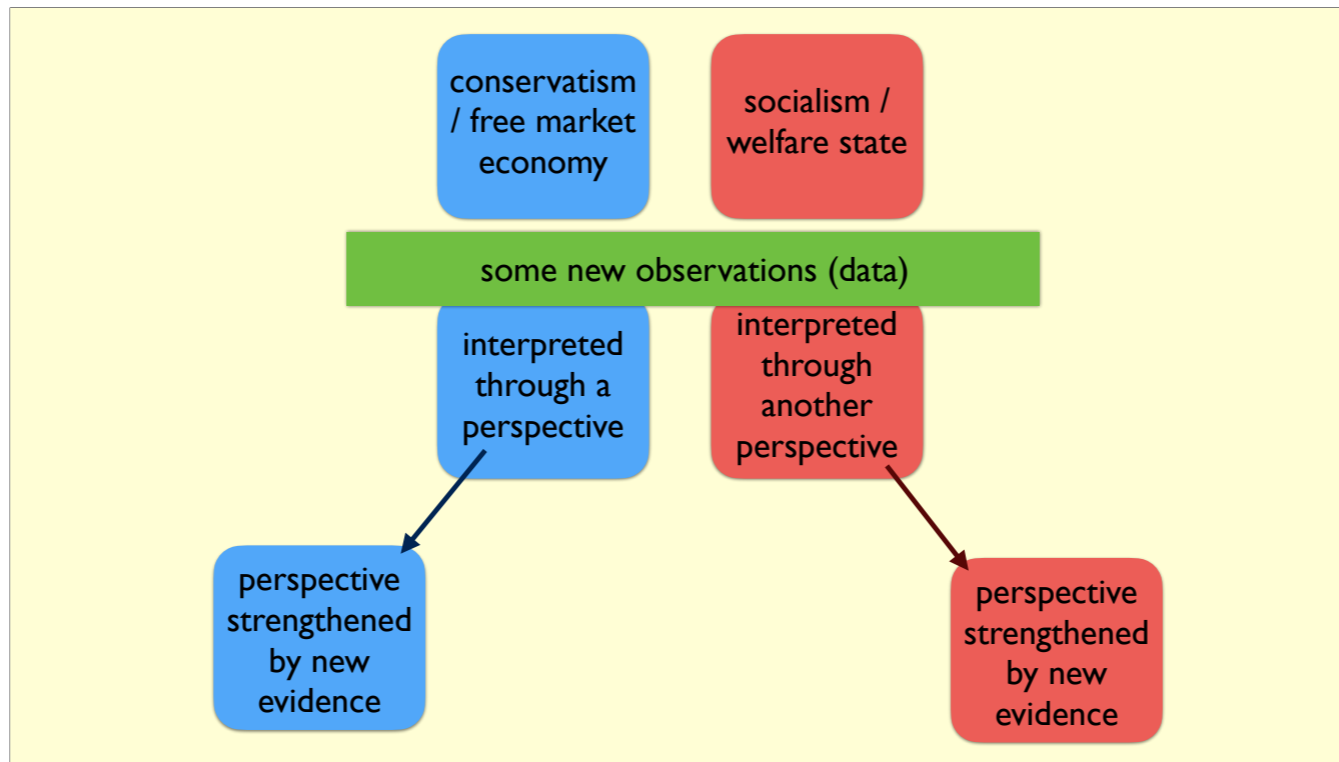 conservatism
/ free market
economy
socialism /
welfare state
some new observations (data)
interpreted
through a
perspective
interpreted
through
another
perspective
perspective
strengthened
by new
evidence
perspective
strengthened
by new
evidence